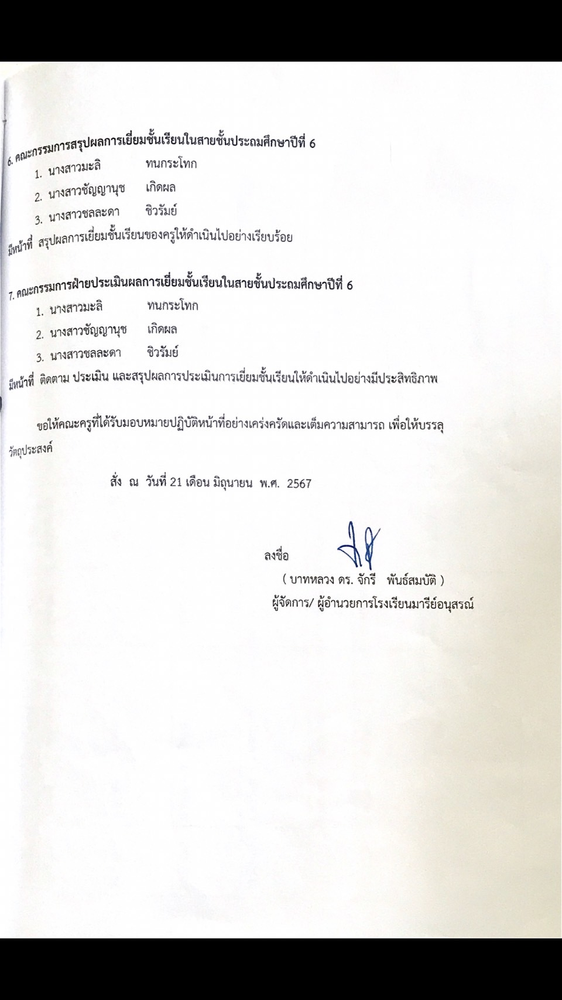 6. คณะกรรมการสรุปผลการเยี่ยมชั้นเรียนในสายชั้นประถมศึกษาปีที่ 6
1. นางสาวมะลิ ทนกระโทก
2. นางสาวชัญญานุช เกิดผล
3. นางสาวชลละดา ชิวรัมย์
มีหน้าที่ สรุปผลการเยี่ยมชั้นเรียนของครูให้ดำเนินไปอย่างเรียบร้อย
7. คณะกรรมการฝ่ายประเมินผลการเยี่ยมชั้นเรียนในสายชั้นประถมศึกษาปีที่ 6
1. นางสาวมะลิ ทนกระโทก
2. นางสาวชัญญานุช เกิดผล
3. นางสาวชลละดา ชิวรัมย์
มีหน้าที่ ติดตาม ประเมิน และสรุปผลการประเมินการเยี่ยมชั้นเรียนให้ดำเนินไปอย่างมีประสิทธิภาพ
ขอให้คณะครูที่ได้รับมอบหมายปฏิบัติหน้าที่อย่างเคร่งครัดและเต็มความสามารถ เพื่อให้บรรลุ
วัตถุประสงค์
สั่ง ณ วันที่ 21 เดือน มิถุนายน พ.ศ. 2567
ลงชื่อ
( บาทหลวง ดร. จักรี พันธ์สมบัติ )
ผู้จัดการ/ ผู้อำนวยการโรงเรียนมารีย์อนุสรณ์